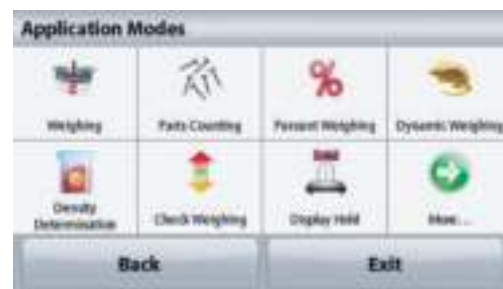 Application Modes
Weighing
Parts Counting
Percent Weighing
Dynamic Weighing
Density
Determination
Check Weighing
Display Hold
More...
Back
Exit